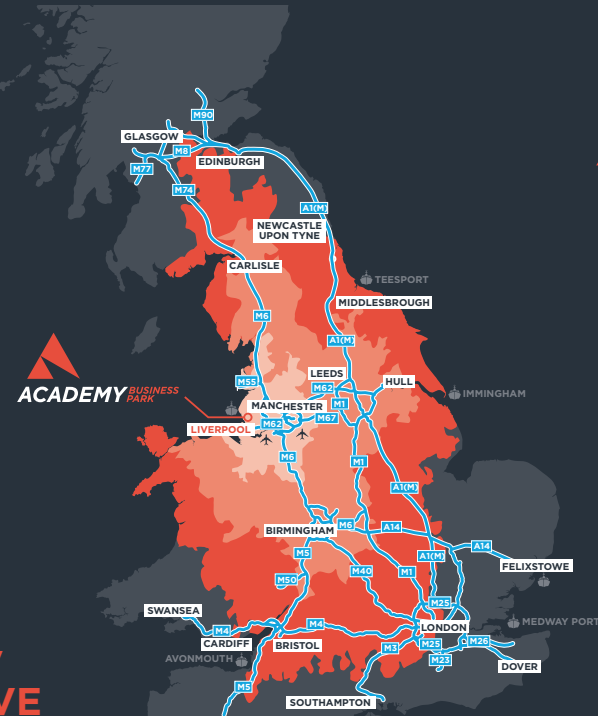 M90
GLASGOW
M8
EDINBURGH
M77
M74
A1(M)
NEWCASTLE
UPON TYNE
CARLISLE
TEESPORT
MIDDLESBROUGH
M6
A1(M)
LEEDS
M55
M62
HULL
ACADEMY BUSINESS
PARK
IMMINGHAM
MANCHESTER
M1
M67
LIVERPOOL
M62
M6
M1
A1(M)
BIRMINGHAM
M6
A14
A14
M5
A1(M)
FELIXSTOWE
M50
M40
M1
M25
SWANSEA
M4
M4
LONDON
MEDWAY PORT
CARDIFF
BRISTOL
M3
M25
M26
AVONMOUTH
M23
DOVER
M5
SOUTHAMPTON
VE